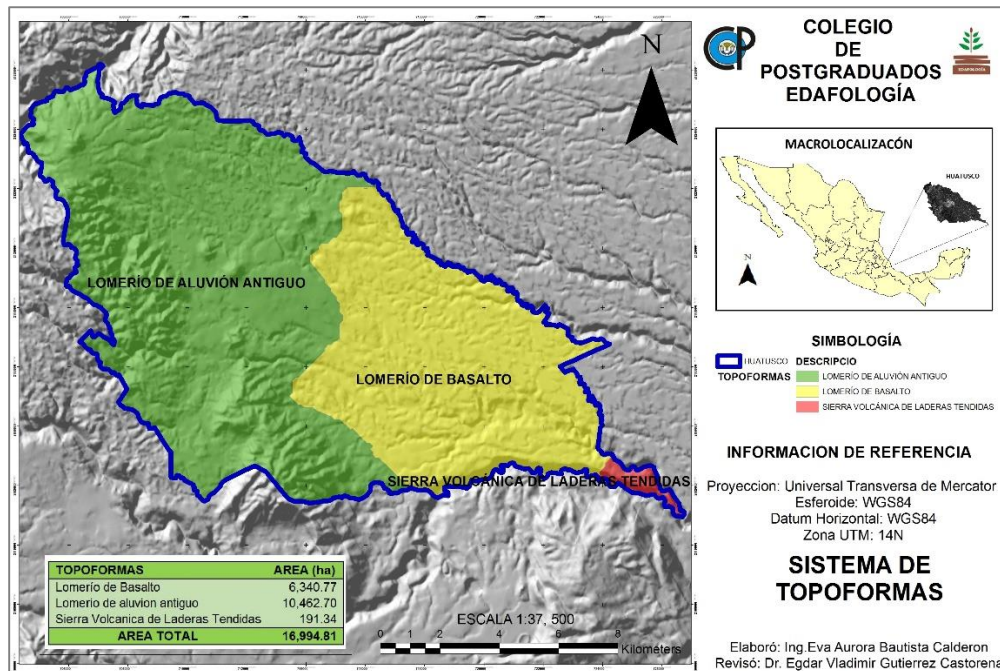 COLEGIO
DE
POSTGRADUADOS
EDAFOLOGÍA
CP
EDAFOLOGÍA
N
LOMERÍO DE ALUVIÓN ANTIGUO
LOMERÍO DE BASALTO
SIERRA VOLCÁNICA DE LADERAS TENDIDAS
TOPOFORMAS AREA (ha)
Lomerío de Basalto 6,340.77
Lomerio de aluvion antiguo 10,462.70
Sierra Volcanica de Laderas Tendidas 191.34
AREA TOTAL 16,994.81
ESCALA 1:37, 500
0 1 2 4 6 8
Kilometers
MACROLOCALIZACÓN
HUATUSCO
N
SIMBOLOGÍA
HUATUSCO DESCRIPCIO
TOPOFORMAS LOMERÍO DE ALUVIÓN ANTIGUO
LOMERÍO DE BASALTO
SIERRA VOLCÁNICA DE LADERAS TENDIDAS
INFORMACION DE REFERENCIA
Proyeccion: Universal Transversa de Mercator
Esferoide: WGS84
Datum Horizontal: WGS84
Zona UTM: 14N
SISTEMA DE
TOPOFORMAS
Elaboró: Ing.Eva Aurora Bautista Calderon
Revisó: Dr. Egdar Vladimir Gutierrez Castorena